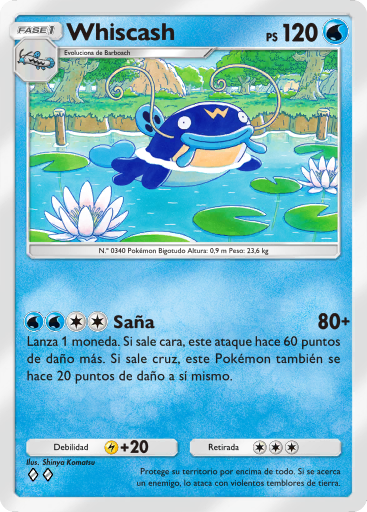 FASE 1
Whiscash
PS 120
Evoluciona de Barboach
N.º 0340 Pokémon Bigotudo Altura: 0,9 m Peso: 23,6 kg
Saña 80+
Lanza 1 moneda. Si sale cara, este ataque hace 60 puntos
de daño más. Si sale cruz, este Pokémon también se
hace 20 puntos de daño a sí mismo.
Debilidad +20
Retirada
Ilus. Shinya Komatsu
Protege su territorio por encima de todo. Si se acerca
un enemigo, lo ataca con violentos temblores de tierra.